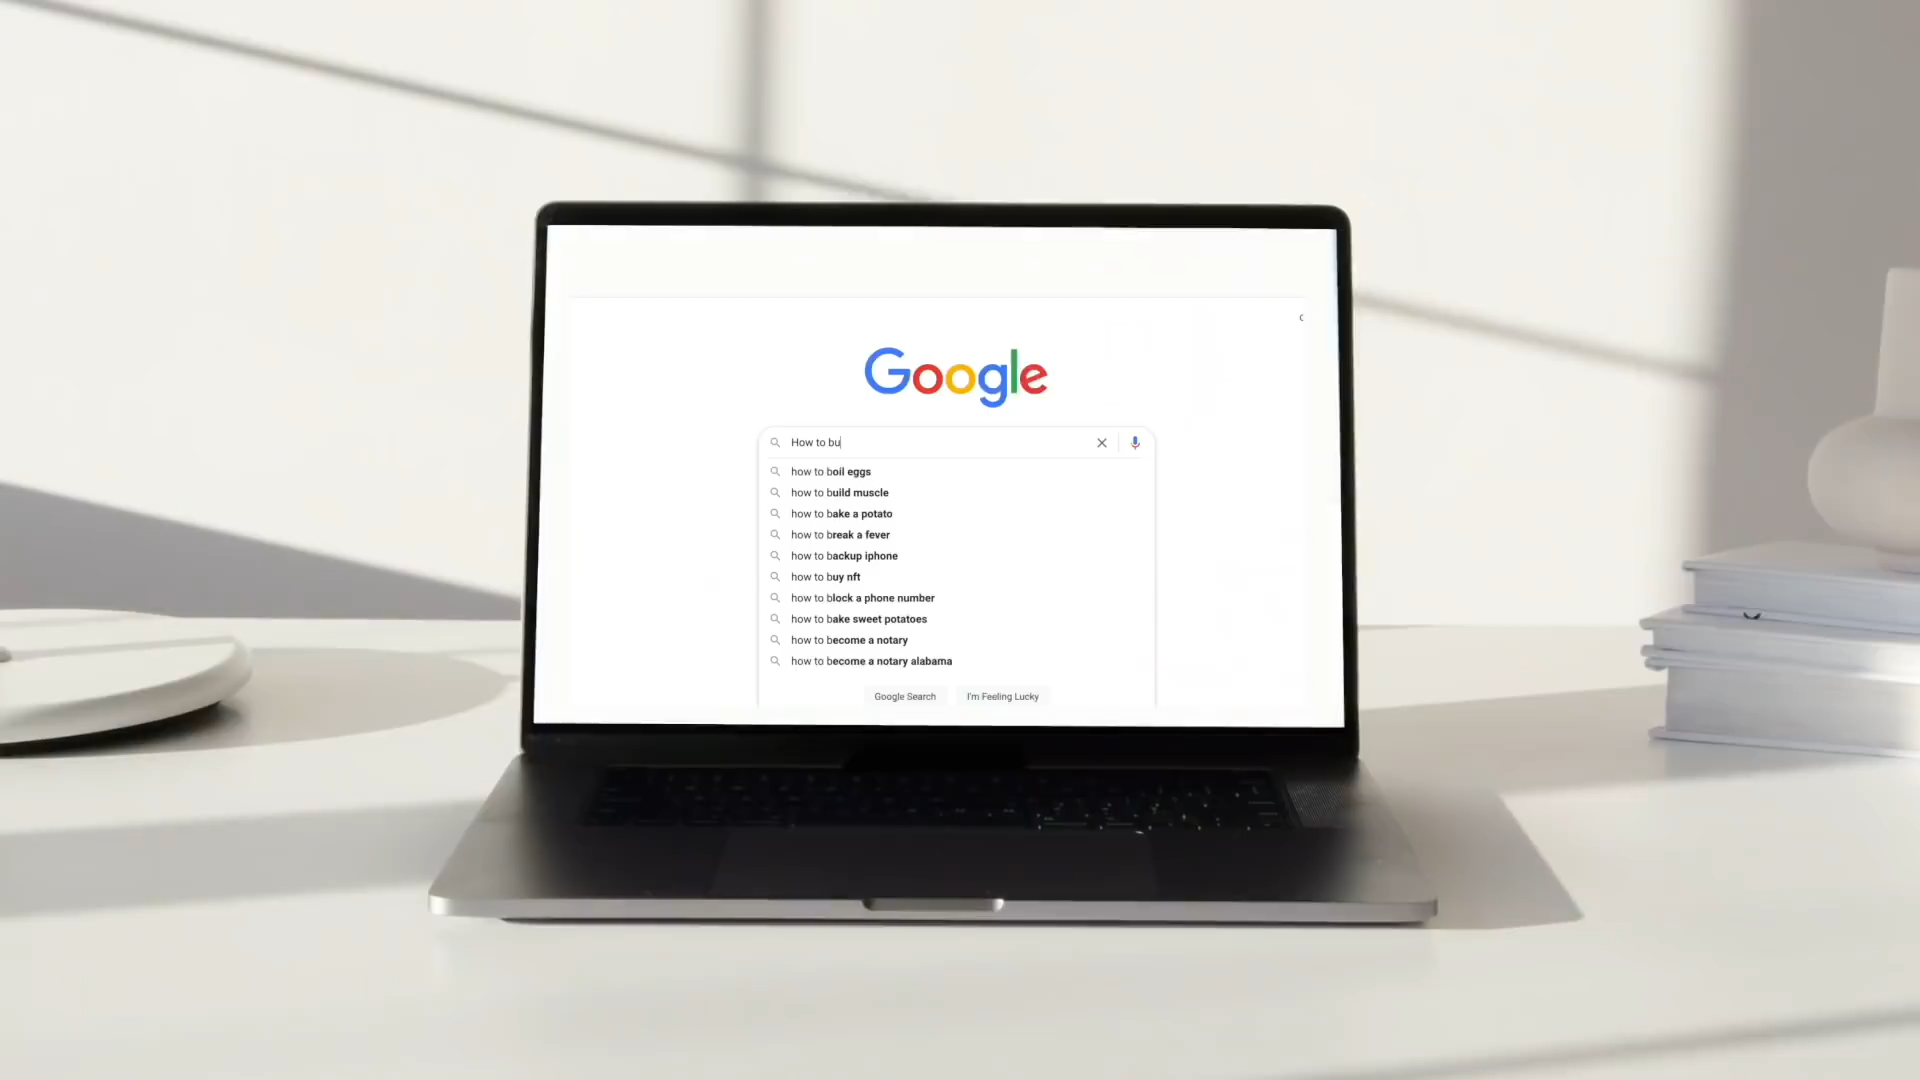 Google
How to bu
how to boil eggs
how to build muscle
how to bake a potato
how to break a fever
how to backup iphone
how to buy nft
how to block a phone number
how to bake sweet potatoes
how to become a notary
how to become a notary alabama
Google Search I'm Feeling Lucky